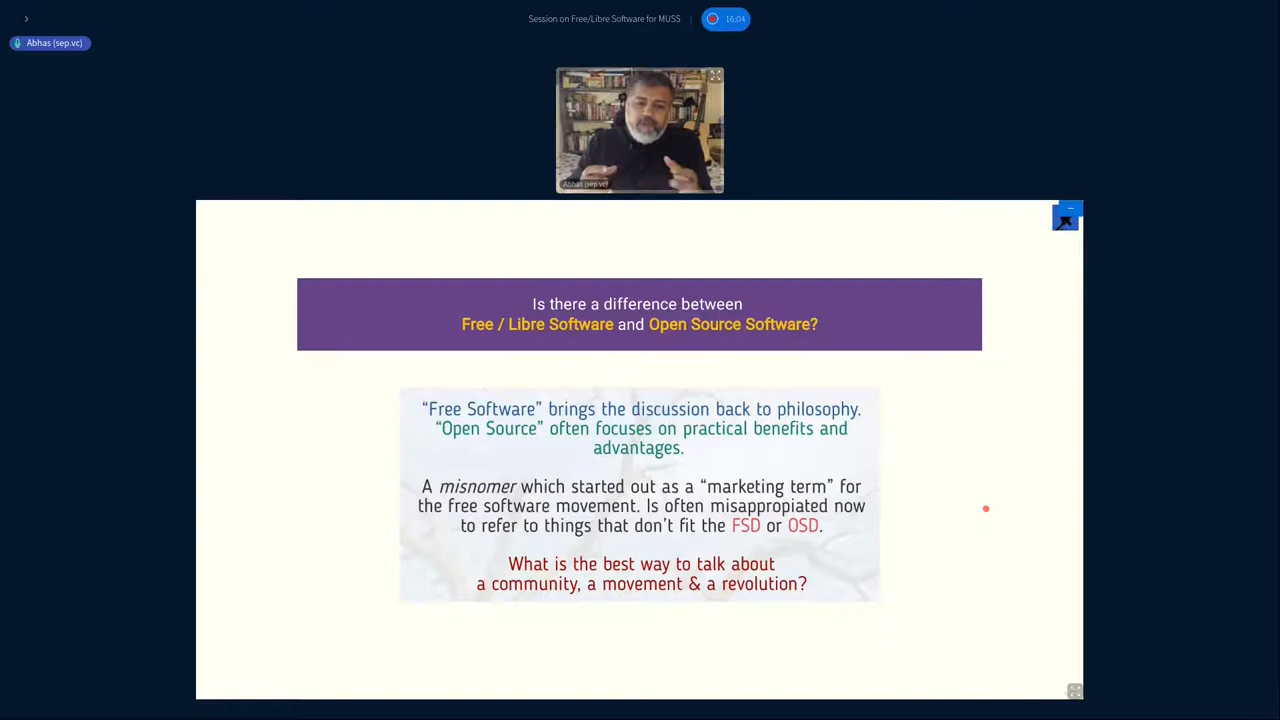 Session on Free/Libre Software for MUSS
16:04
Abhas (sep.vc)
Abhas (sep.vc)
Is there a difference between
Free / Libre Software and Open Source Software?
“Free Software” brings the discussion back to philosophy.
“Open Source” often focuses on practical benefits and
advantages.
A misnomer which started out as a “marketing term” for
the free software movement. Is often misappropiated now
to refer to things that don’t fit the FSD or OSD.
What is the best way to talk about
a community, a movement & a revolution?